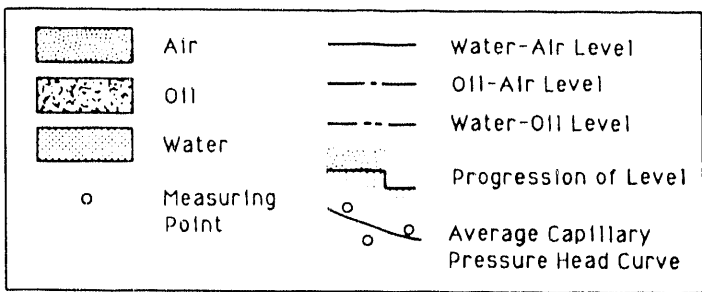 Air
Oil
Water
Measuring
Point
Water-Air Level
Oil-Air Level
Water-Oil Level
Progression of Level
Average Capillary
Pressure Head Curve